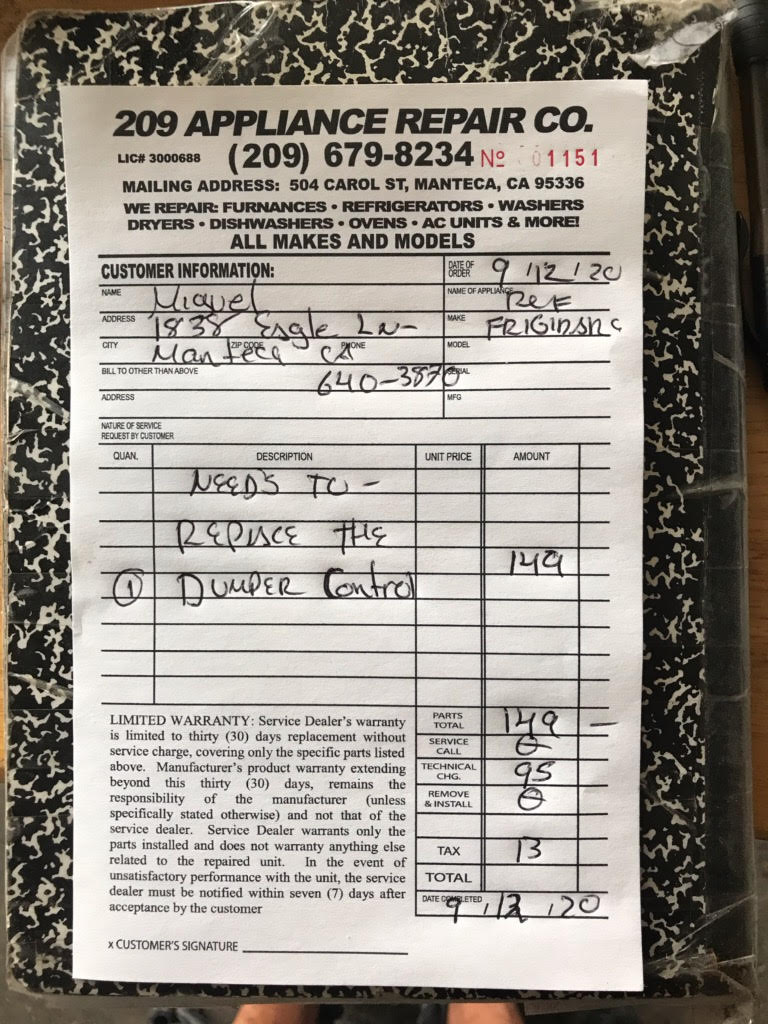 209 APPLIANCE REPAIR CO.
LIC# 3000688 (209) 679-8234 Nº 01151
MAILING ADDRESS: 504 CAROL ST, MANTECA, CA 95336
WE REPAIR: FURNANCES • REFRIGERATORS • WASHERS
DRYERS • DISHWASHERS • OVENS • AC UNITS & MORE!
ALL MAKES AND MODELS
CUSTOMER INFORMATION: DATE OF ORDER 9/12/20
NAME Miguel NAME OF APPLIANCE REF
ADDRESS 1838 Eagle Ln- MAKE
CITY Manteca ZIP CODE CA PHONE MODEL
BILL TO OTHER THAN ABOVE 640-3870 SERIAL
ADDRESS MFG
NATURE OF SERVICE
REQUEST BY CUSTOMER
QUAN. DESCRIPTION UNIT PRICE AMOUNT
NEEDS TO -
REPLACE THE
149
① DUMPER Control
LIMITED WARRANTY: Service Dealer's warranty
is limited to thirty (30) days replacement without
service charge, covering only the specific parts listed
above. Manufacturer's product warranty extending
beyond this thirty (30) days, remains the
responsibility of the manufacturer (unless
specifically stated otherwise) and not that of the
service dealer. Service Dealer warrants only the
parts installed and does not warranty anything else
related to the repaired unit. In the event of
unsatisfactory performance with the unit, the service
dealer must be notified within seven (7) days after
acceptance by the customer
PARTS TOTAL 149 —
SERVICE CALL 0
TECHNICAL CHG. 95
REMOVE & INSTALL 0
TAX 13
TOTAL
DATE COMPLETED 9/12/20
x CUSTOMER'S SIGNATURE